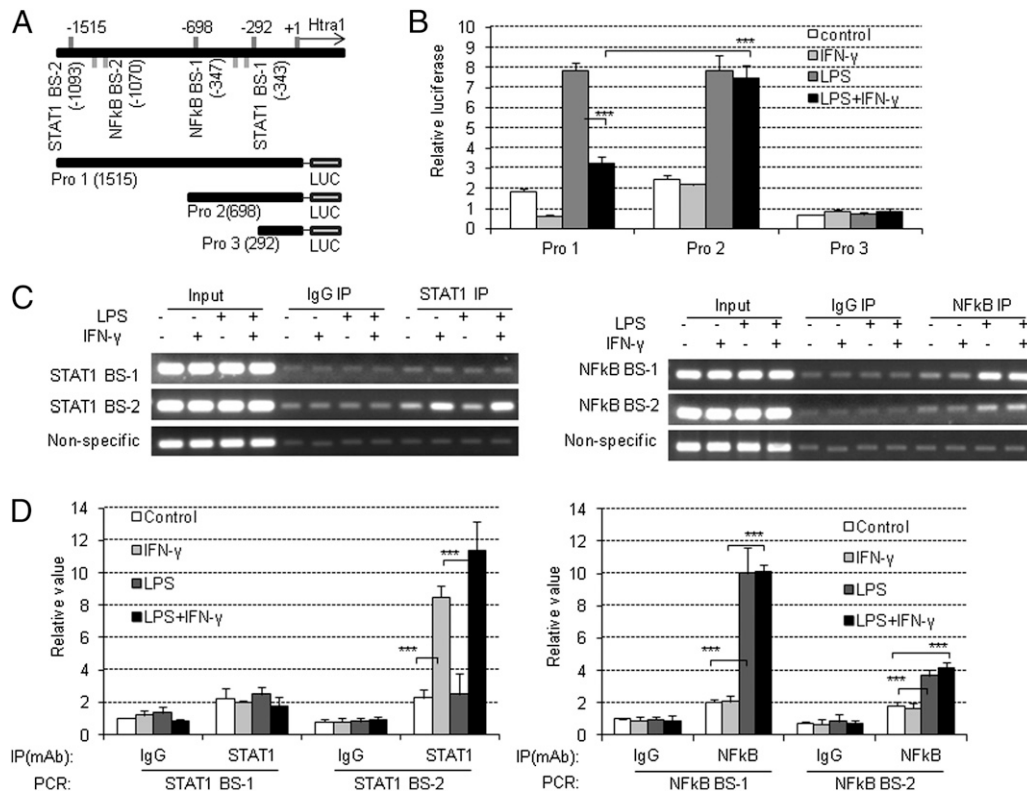 A
-1515
-698
-292
+1
Htra1
STAT1 BS-2
(-1093)
NFkB BS-2
(-1070)
NFkB BS-1
(-347)
STAT1 BS-1
(-343)
Pro 1 (1515)
LUC
Pro 2(698)
LUC
Pro 3 (292)
LUC
B
Relative luciferase
10
9
8
7
6
5
4
3
2
1
0
***
***
control
IFN-γ
LPS
LPS+IFN-γ
Pro 1 Pro 2 Pro 3
C
Input IgG IP STAT1 IP
LPS - - + + - - + + - - + +
IFN-γ - + - + - + - + - + - +
STAT1 BS-1
STAT1 BS-2
Non-specific
Input IgG IP NFkB IP
LPS - - + + - - + + - - + +
IFN-γ - + - + - + - + - + - +
NFkB BS-1
NFkB BS-2
Non-specific
D
Relative value
14
12
10
8
6
4
2
0
Control
IFN-γ
LPS
LPS+IFN-γ
***
***
IP(mAb): IgG STAT1 IgG STAT1
PCR: STAT1 BS-1 STAT1 BS-2
Relative value
14
12
10
8
6
4
2
0
***
***
***
***
Control
IFN-γ
LPS
LPS+IFN-γ
IP(mAb): IgG NFkB IgG NFkB
PCR: NFkB BS-1 NFkB BS-2